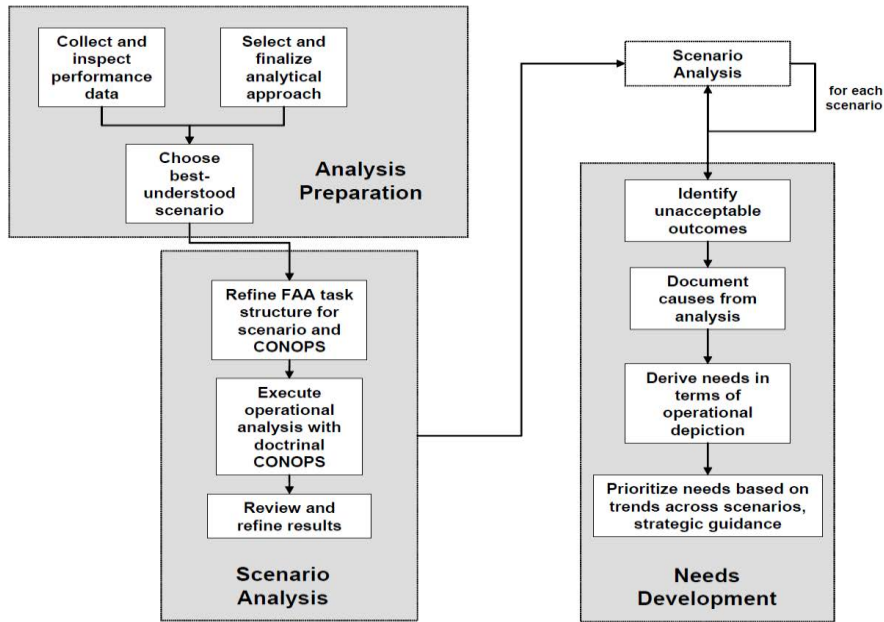 Collect and
inspect
performance
data
Select and
finalize
analytical
approach
Choose
best-
understood
scenario
Analysis
Preparation
Refine FAA task
structure for
scenario and
CONOPS
Execute
operational
analysis with
doctrinal
CONOPS
Review and
refine results
Scenario
Analysis
Scenario
Analysis
for each
scenario
Identify
unacceptable
outcomes
Document
causes from
analysis
Derive needs in
terms of
operational
depiction
Prioritize needs based on
trends across scenarios,
strategic guidance
Needs
Development